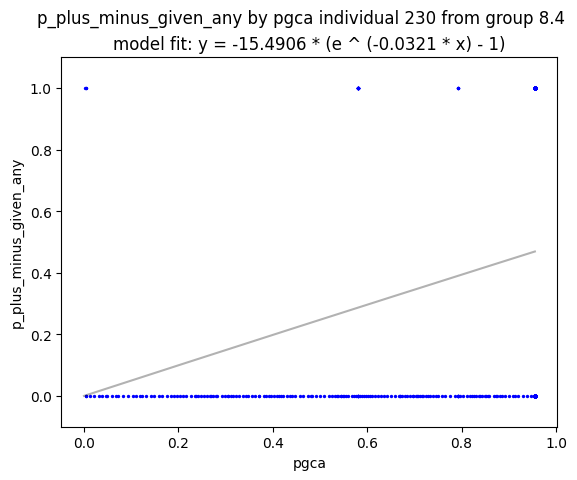 p_plus_minus_given_any by pgca individual 230 from group 8.4
model fit: y = -15.4906 * (e ^ (-0.0321 * x) - 1)
1.0
0.8
0.6
0.4
0.2
0.0
p_plus_minus_given_any
0.0 0.2 0.4 0.6 0.8 1.0
pgca